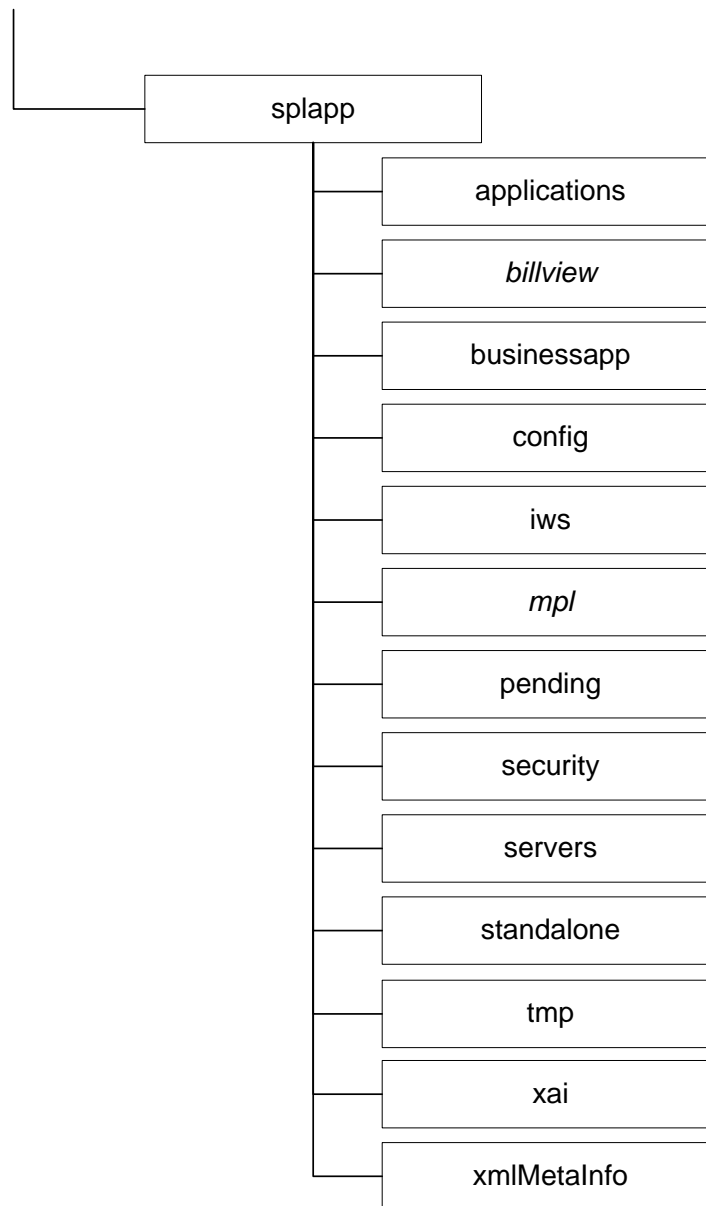 splapp
applications
billview
businessapp
config
iws
mpl
pending
security
servers
standalone
tmp
xai
xmlMetaInfo